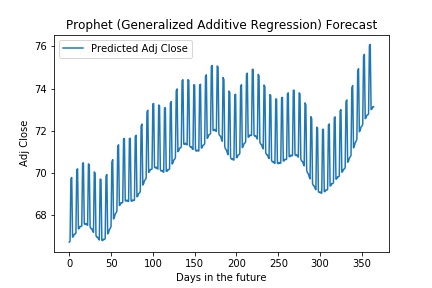 Prophet (Generalized Additive Regression) Forecast
Predicted Adj Close
76
74
72
70
68
Adj Close
0 50 100 150 200 250 300 350
Days in the future